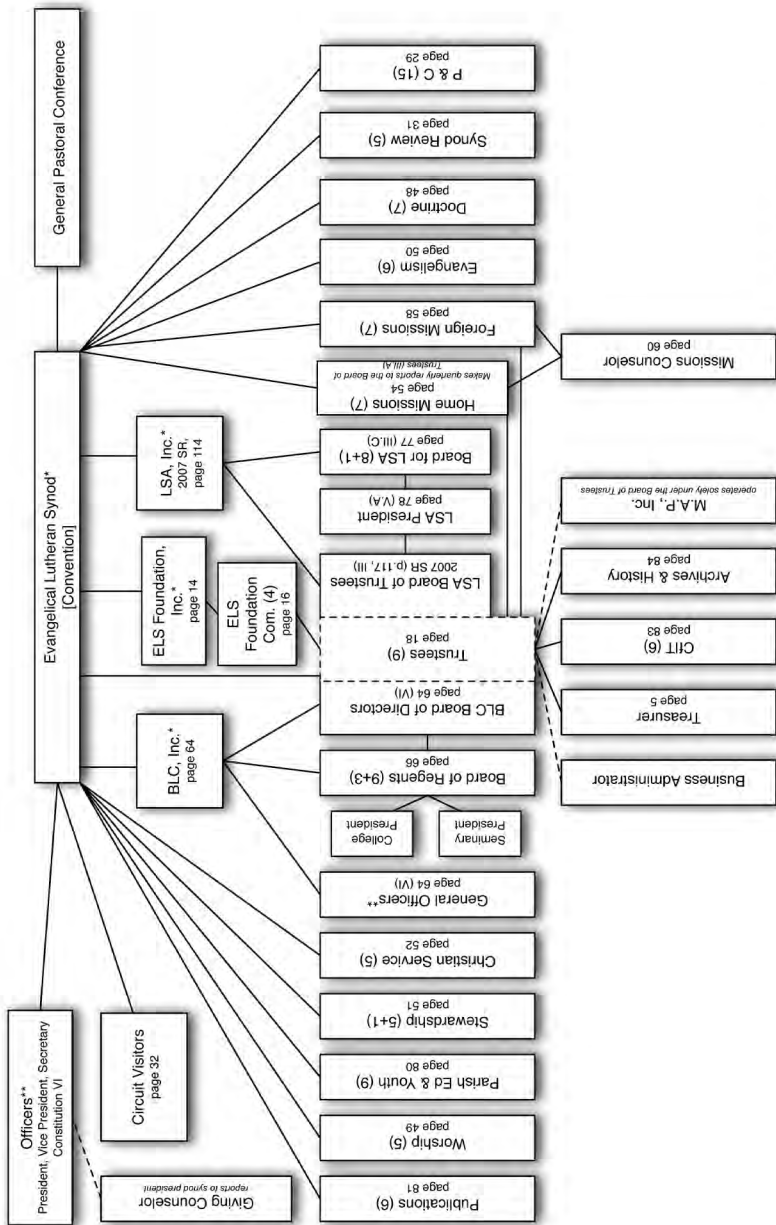 Officers**
President, Vice President, Secretary
Constitution VI
Giving Counselor
reports to synod president
Circuit Visitors
page 32
Evangelical Lutheran Synod*
[Convention]
General Pastoral Conference
BLC, Inc.*
page 64
ELS Foundation,
Inc.*
page 14
ELS
Foundation
Com. (4)
page 16
LSA, Inc.*
2007 SR,
page 114
Publications (6)
page 81
Worship (5)
page 49
Parish Ed & Youth (9)
page 80
Stewardship (5+1)
page 51
Christian Service (5)
page 52
General Officers**
page 64 (VI)
College
President
Seminary
President
Board of Regents (9+3)
page 66
BLC Board of Directors
page 64 (VI)
Trustees (9)
page 18
LSA Board of Trustees
2007 SR (p.117, III)
LSA President
page 78 (V.A)
Board for LSA (8+1)
page 77 (III.C)
Home Missions (7)
page 54
Makes quarterly reports to the Board of
Trustees (III.A)
Foreign Missions (7)
page 58
Evangelism (6)
page 50
Doctrine (7)
page 48
Synod Review (5)
page 31
P & C (15)
page 29
Business Administrator
Treasurer
page 5
CfIT (6)
page 83
Archives & History
page 84
M.A.P., Inc.
operates solely under the Board of Trustees
Missions Counselor
page 60